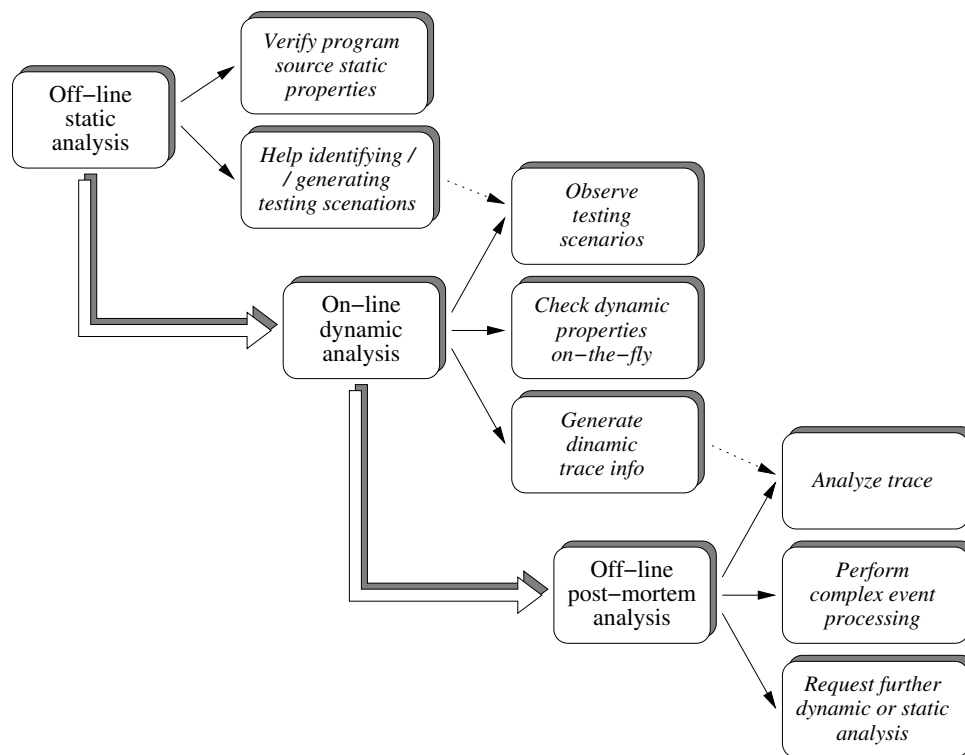 Verify program
source static
properties
Off−line
static
analysis
Help identifying /
/ generating
testing scenations
Observe
testing
scenarios
On−line
dynamic
analysis
Check dynamic
properties
on−the−fly
Generate
dinamic
trace info
Analyze trace
Off−line
post−mortem
analysis
Perform
complex event
processing
Request further
dynamic or static
analysis